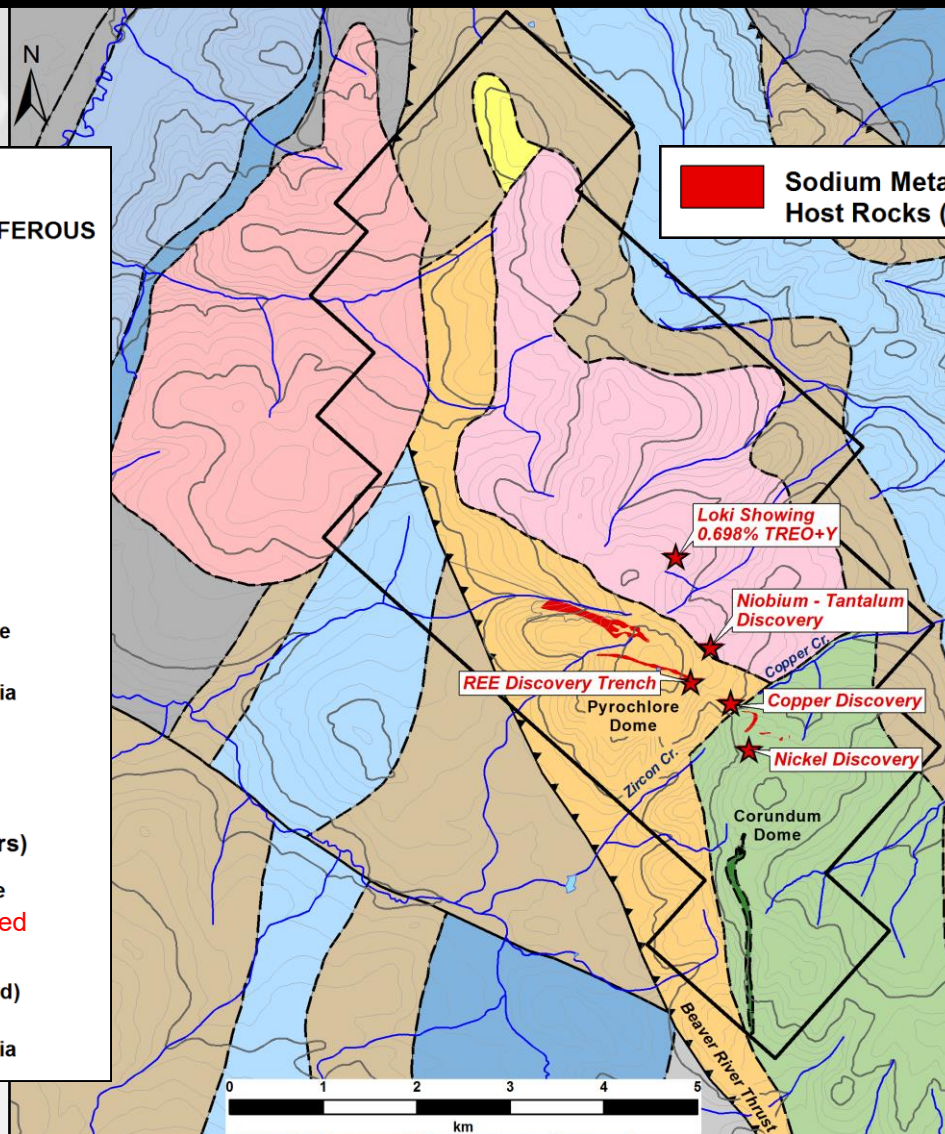 N
FEROUS
e
ia
rs)
e
ed
d)
ia
Sodium Meta
Host Rocks (
Loki Showing
0.698% TREO+Y
Niobium - Tantalum
Discovery
Copper Cr.
REE Discovery Trench
Pyrochlore
Dome
Copper Discovery
Nickel Discovery
Zircon Cr.
Corundum
Dome
Beaver River Thrust
0 1 2 3 4 5
km